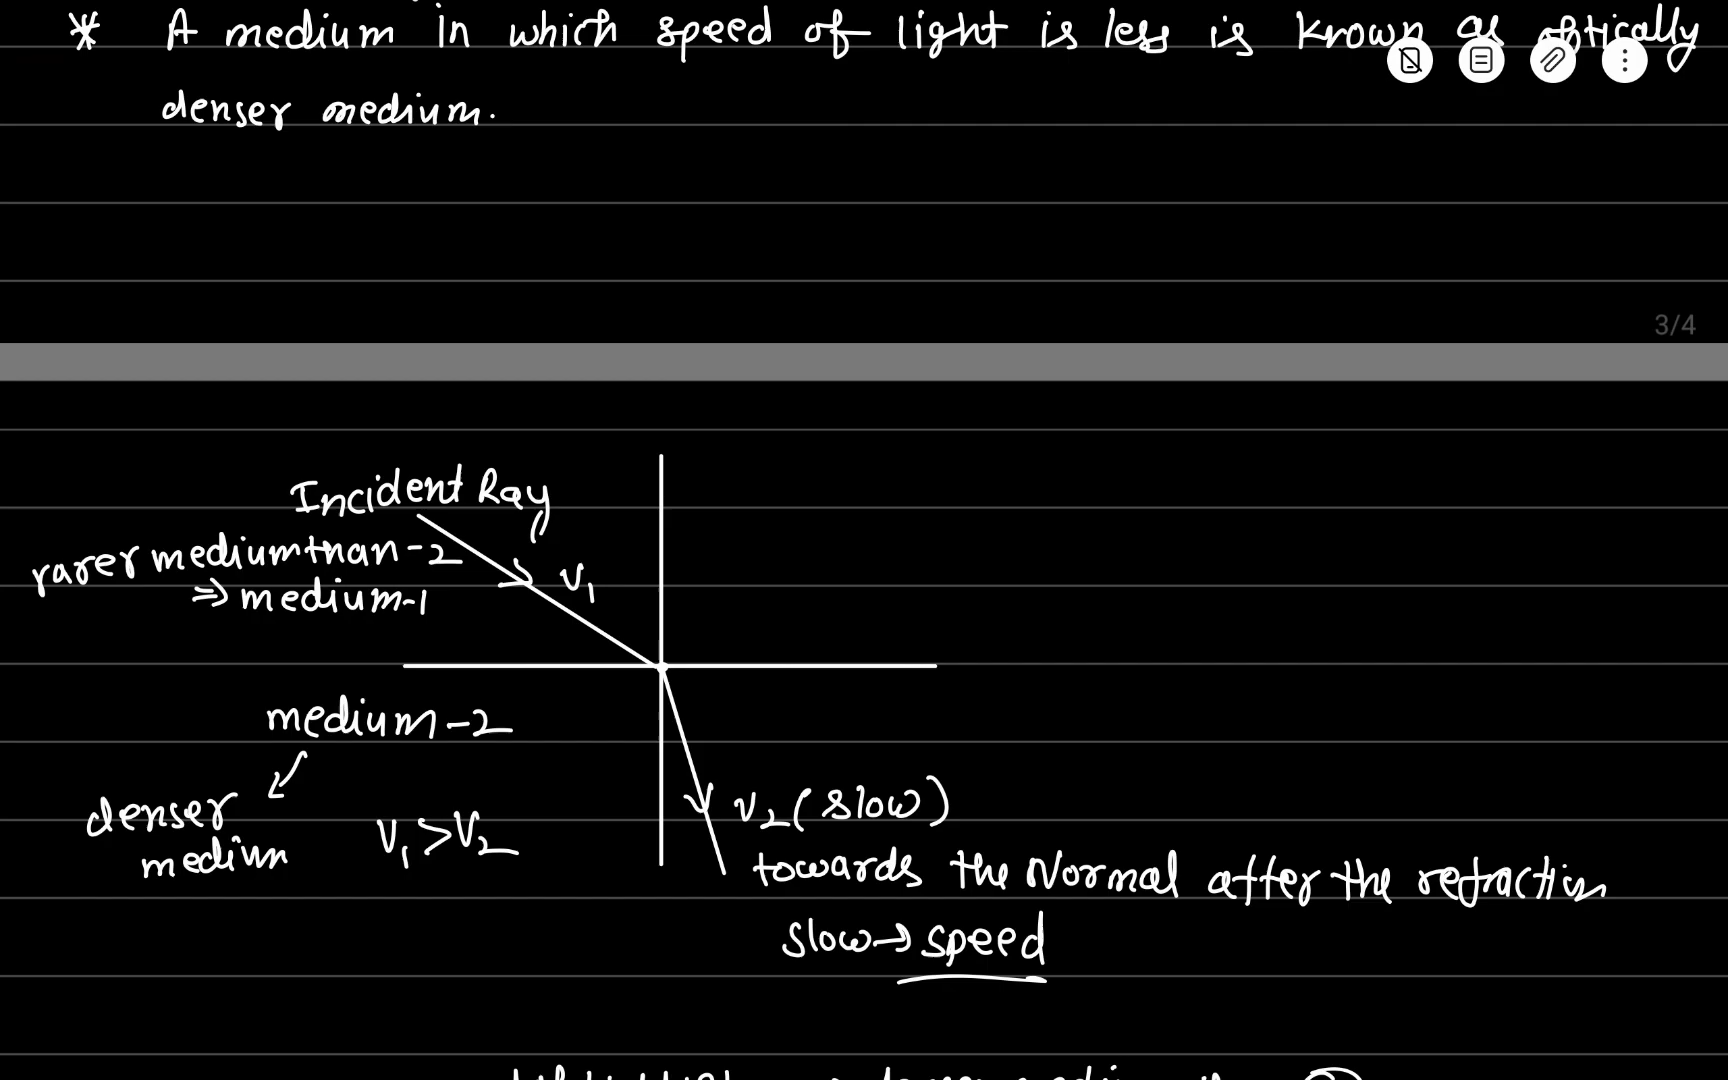 * A medium in which speed of light is less is known as optically
denser medium.
3/4
Incident Ray
rarer medium than -2
⇒ medium-1
v₁
medium-2
denser
medium
V₁ > V₂
v₂ (slow)
towards the Normal after the refraction
slow → speed